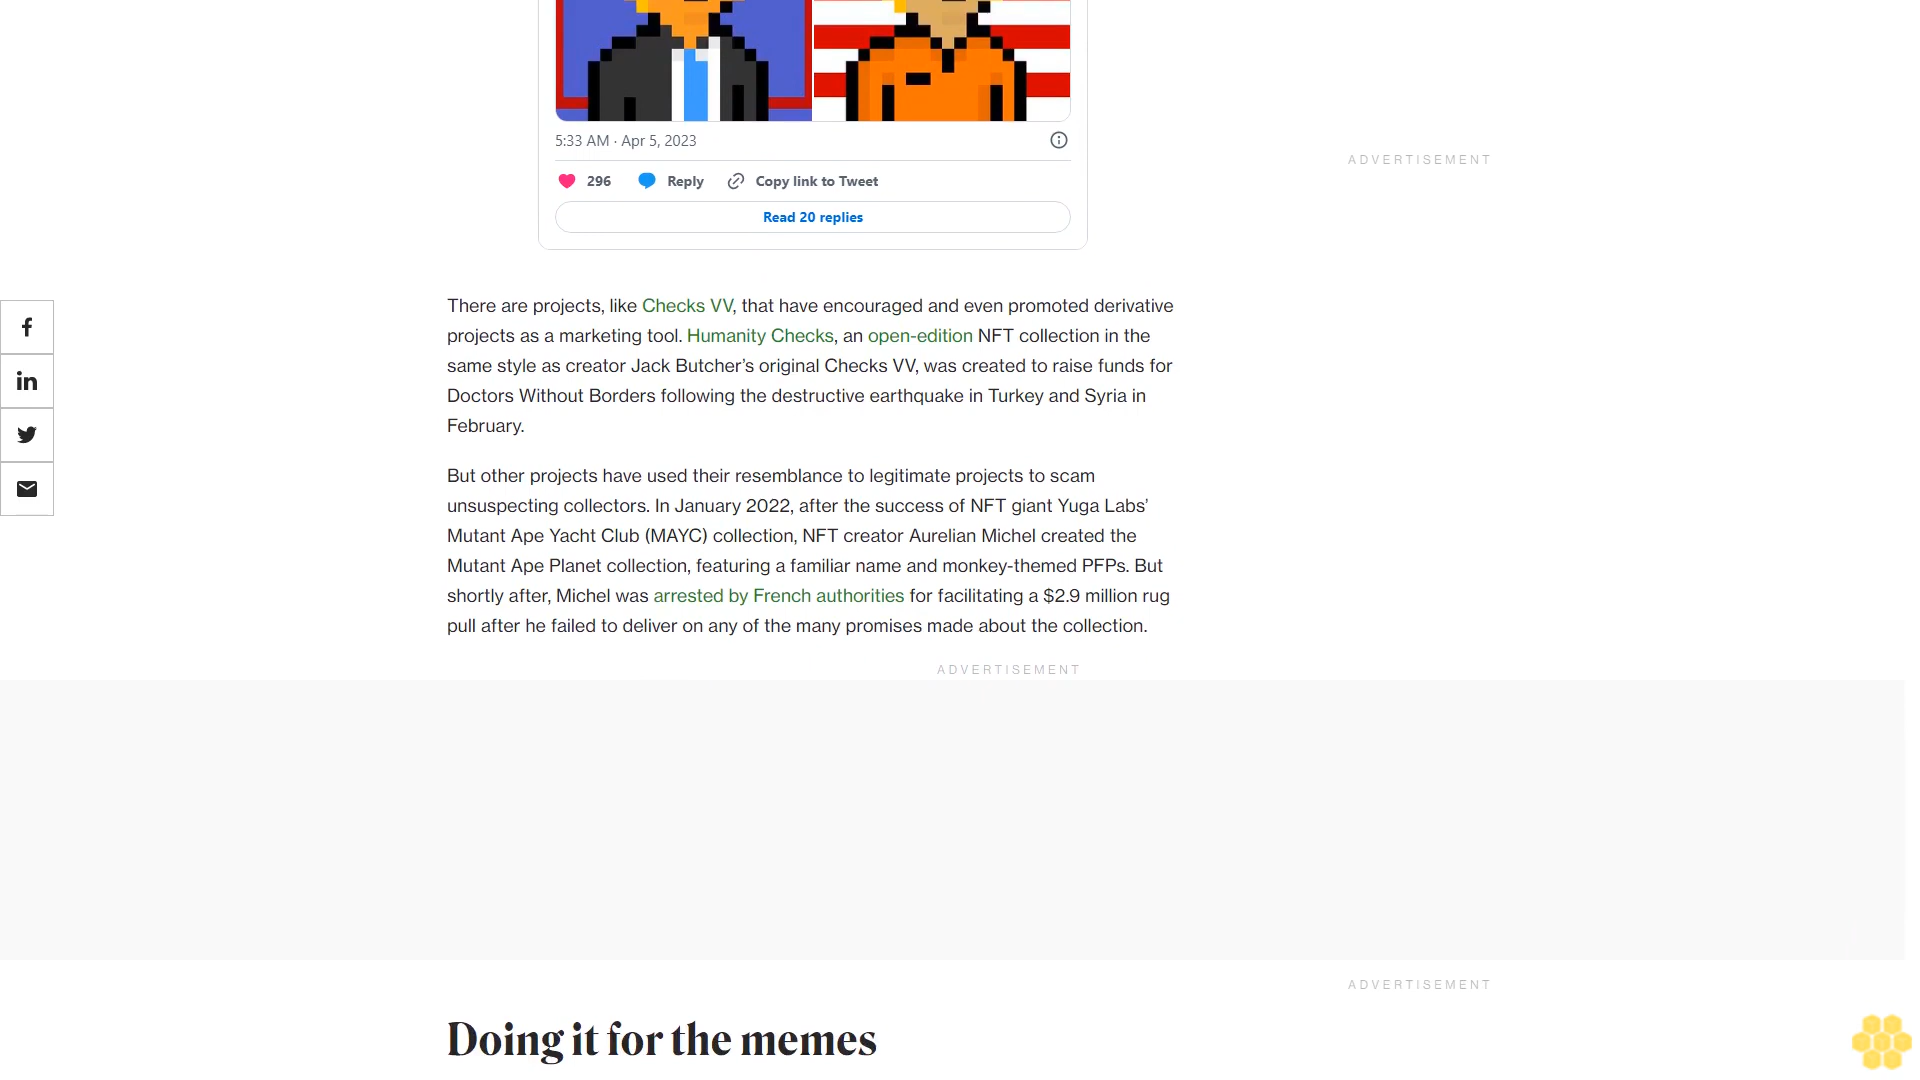 5:33 AM · Apr 5, 2023
ADVERTISEMENT
296 Reply Copy link to Tweet
Read 20 replies
There are projects, like Checks VV, that have encouraged and even promoted derivative
projects as a marketing tool. Humanity Checks, an open-edition NFT collection in the
same style as creator Jack Butcher’s original Checks VV, was created to raise funds for
Doctors Without Borders following the destructive earthquake in Turkey and Syria in
February.
But other projects have used their resemblance to legitimate projects to scam
unsuspecting collectors. In January 2022, after the success of NFT giant Yuga Labs’
Mutant Ape Yacht Club (MAYC) collection, NFT creator Aurelian Michel created the
Mutant Ape Planet collection, featuring a familiar name and monkey-themed PFPs. But
shortly after, Michel was arrested by French authorities for facilitating a $2.9 million rug
pull after he failed to deliver on any of the many promises made about the collection.
ADVERTISEMENT
ADVERTISEMENT
Doing it for the memes